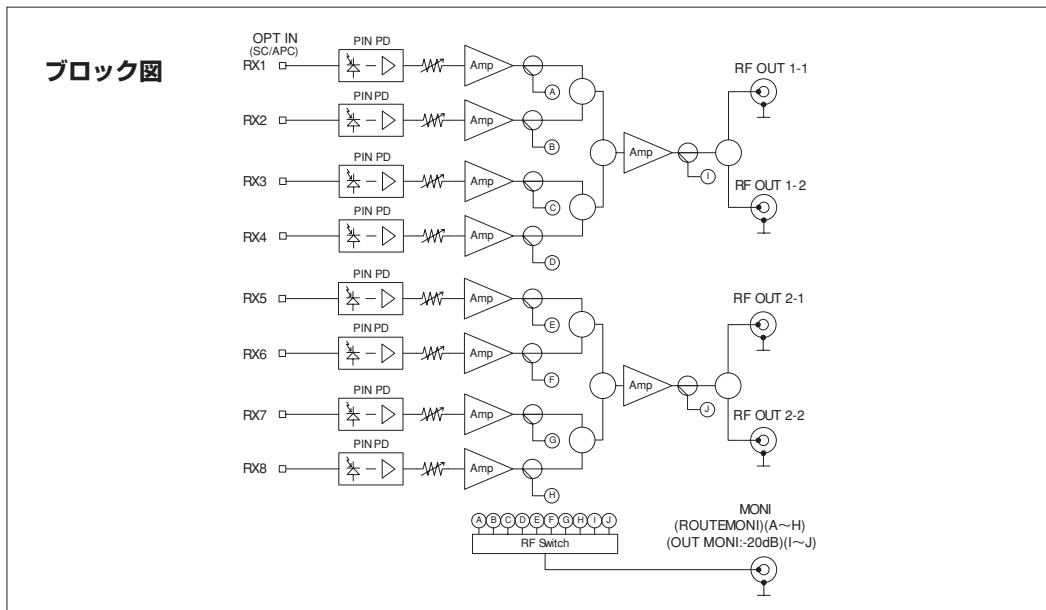 ブロック図
OPT IN
(SC/APC)
RX1
PIN PD
Amp
A
RX2
PIN PD
Amp
B
RX3
PIN PD
Amp
C
RX4
PIN PD
Amp
D
Amp
I
RF OUT 1-1
RF OUT 1-2
RX5
PIN PD
Amp
E
RX6
PIN PD
Amp
F
RX7
PIN PD
Amp
G
RX8
PIN PD
Amp
H
Amp
J
RF OUT 2-1
RF OUT 2-2
A B C D E F G H I J
RF Switch
MONI
(ROUTEMONI)(A～H)
(OUT MONI:-20dB)(I～J)